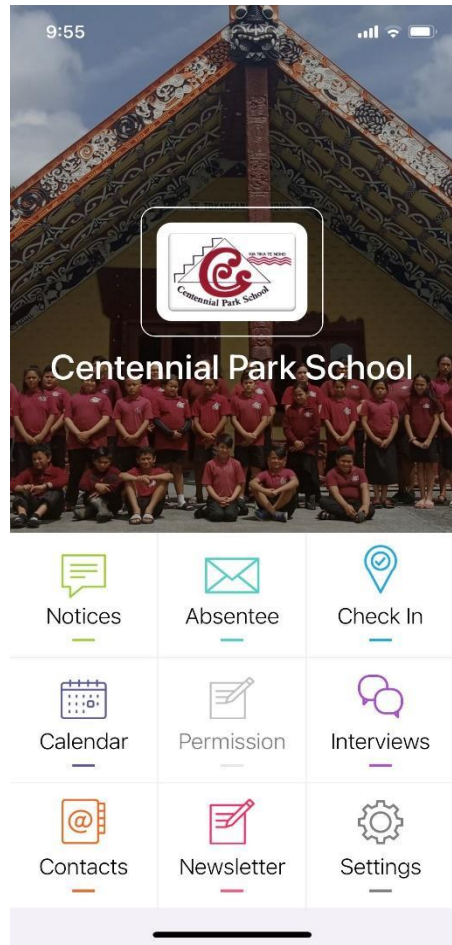 9:55
KIA TIKA TE NOHO
Centennial Park School
Centennial Park School
Notices
Absentee
Check In
Calendar
Permission
Interviews
@
Contacts
Newsletter
Settings